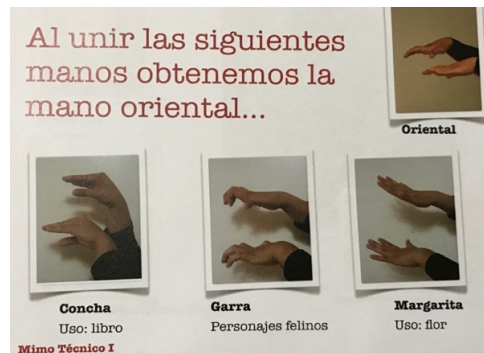 Al unir las siguientes
manos obtenemos la
mano oriental...
Oriental
Concha
Uso: libro
Garra
Personajes felinos
Margarita
Uso: flor
Mimo Técnico I